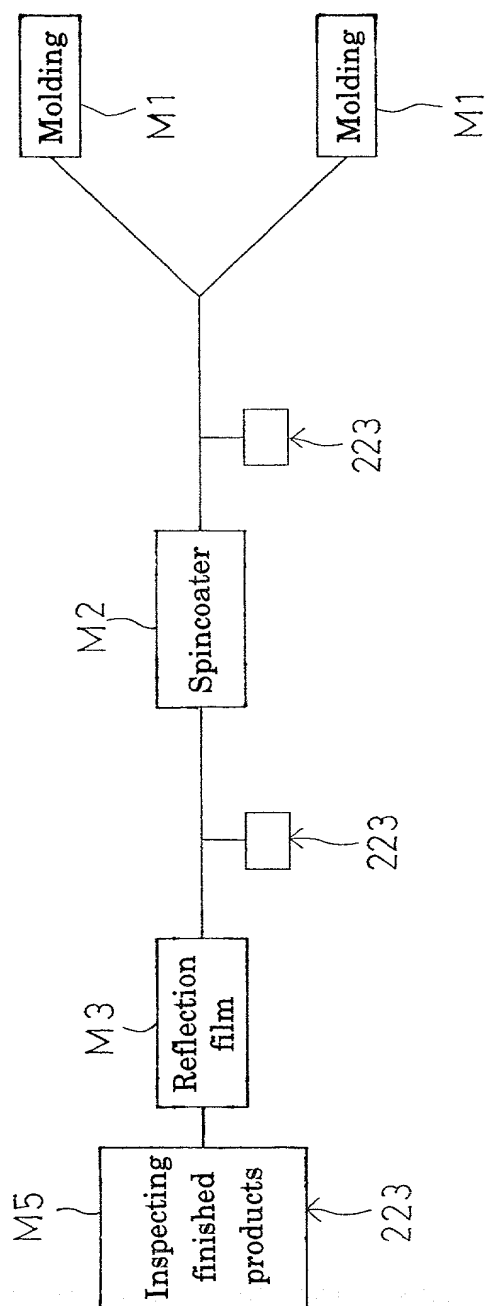 Molding
M1
Molding
M1
223
M2
Spincoater
223
M3
Reflection
film
M5
Inspecting
finished
products
223